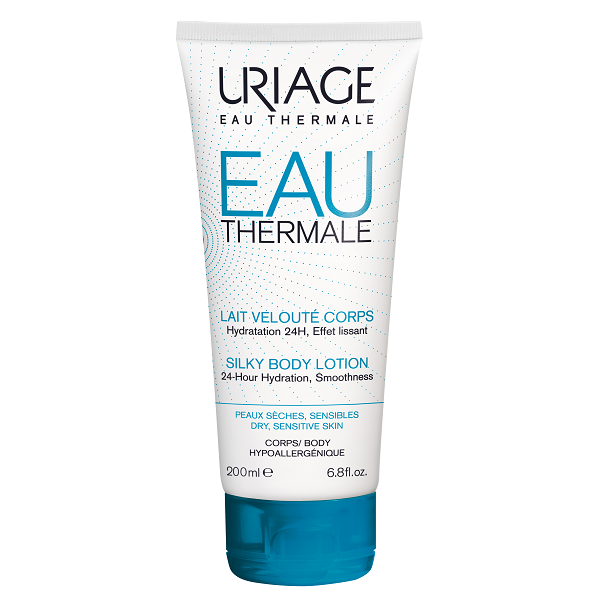 URIAGE
EAU THERMALE
EAU
THERMALE
LAIT VELOUTÉ CORPS
Hydratation 24H, Effet lissant
SILKY BODY LOTION
24-Hour Hydration, Smoothness
PEAUX SÈCHES, SENSIBLES
DRY, SENSITIVE SKIN
CORPS/ BODY
HYPOALLERGÉNIQUE
200ml ℮ 6.8fl.oz.